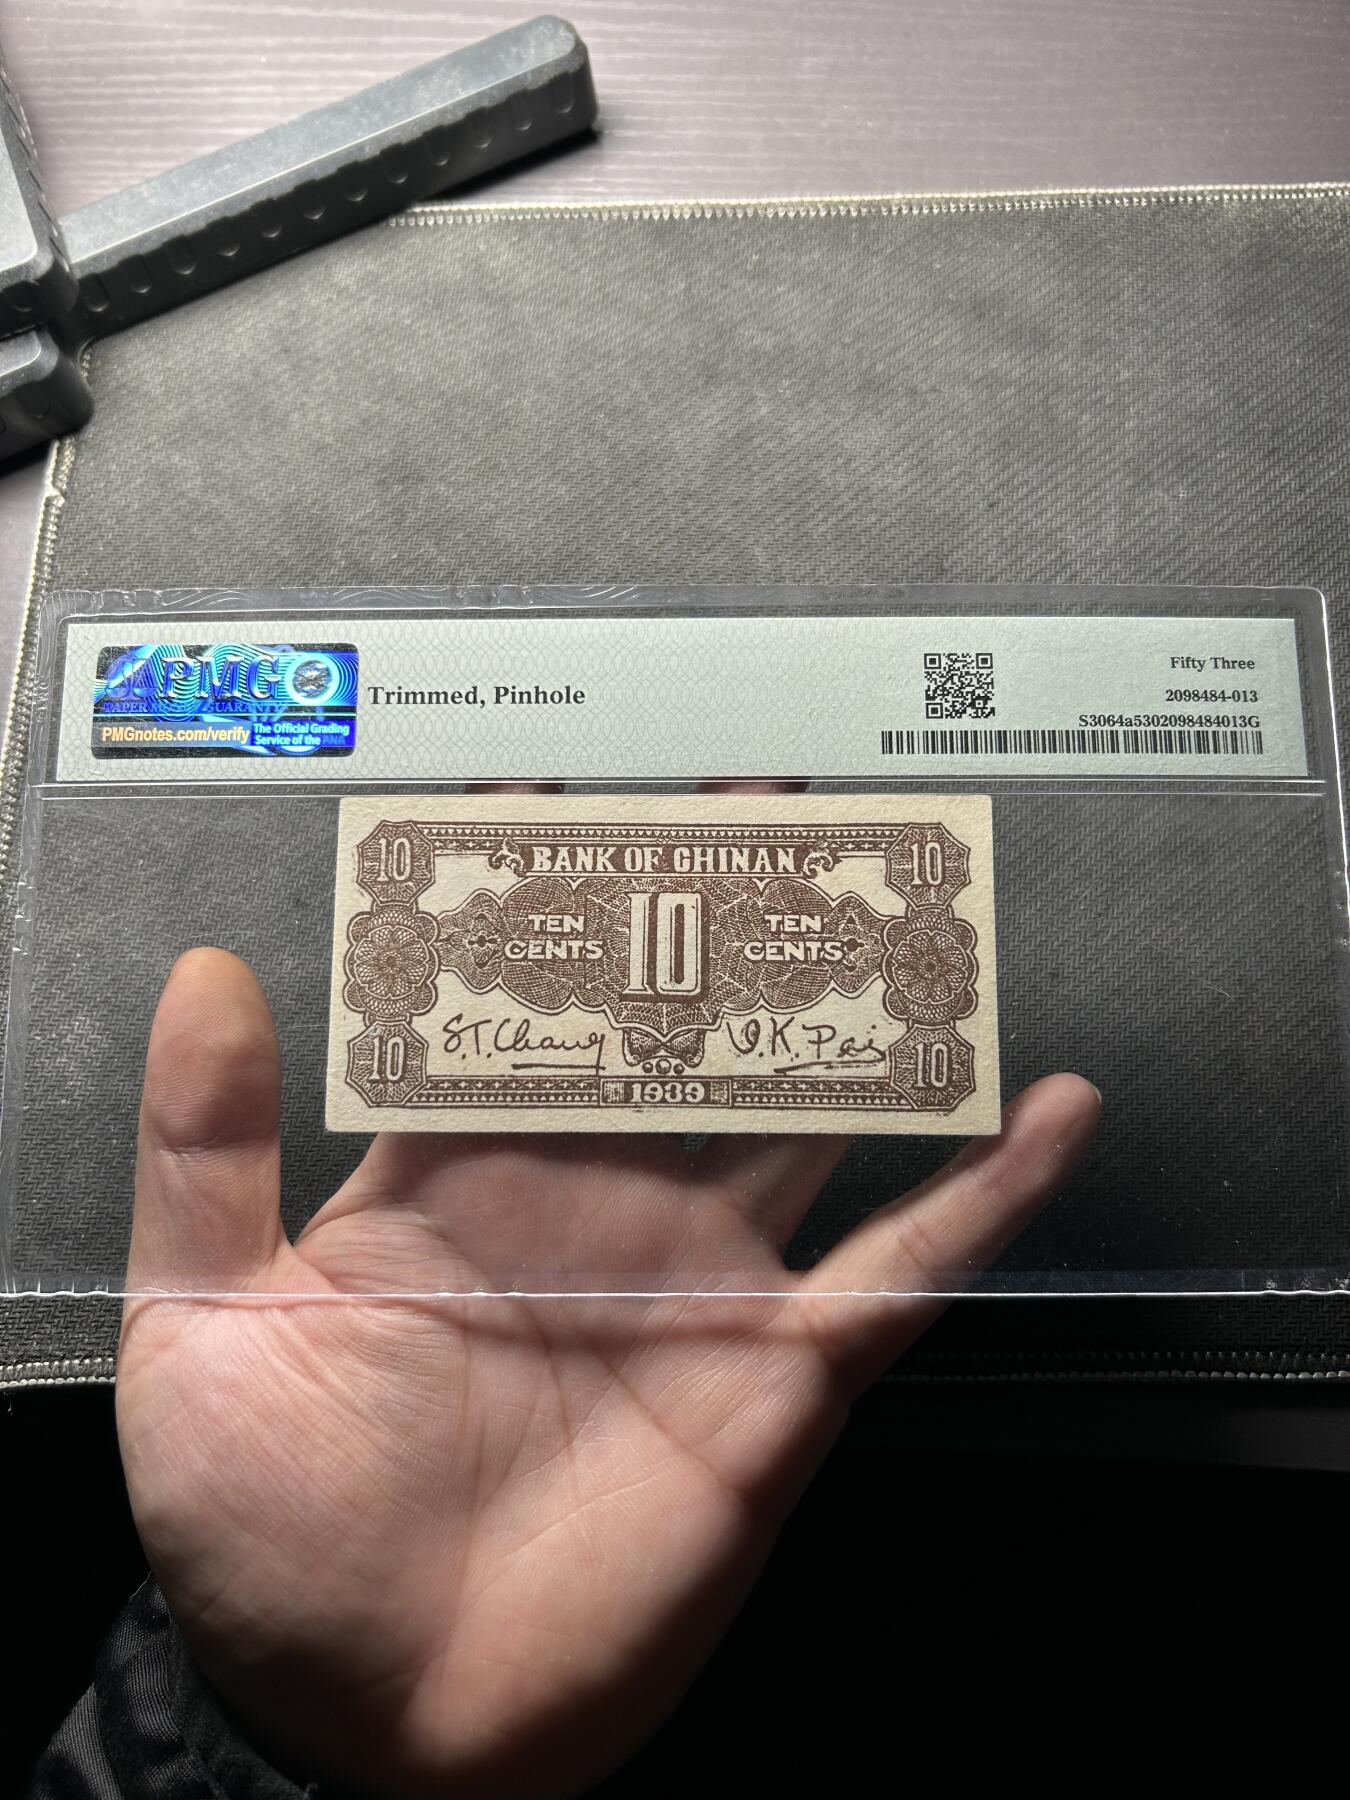 PMG
PAPER MONEY GUARANTY
PMGnotes.com/verify
The Official Grading
Service of the ANA
Trimmed, Pinhole
Fifty Three
2098484-013
S3064a5302098484013G
10 BANK OF CHINAN 10
TEN CENTS 10 TEN CENTS
S.T. Chang V.K. Pai
10 1939 10